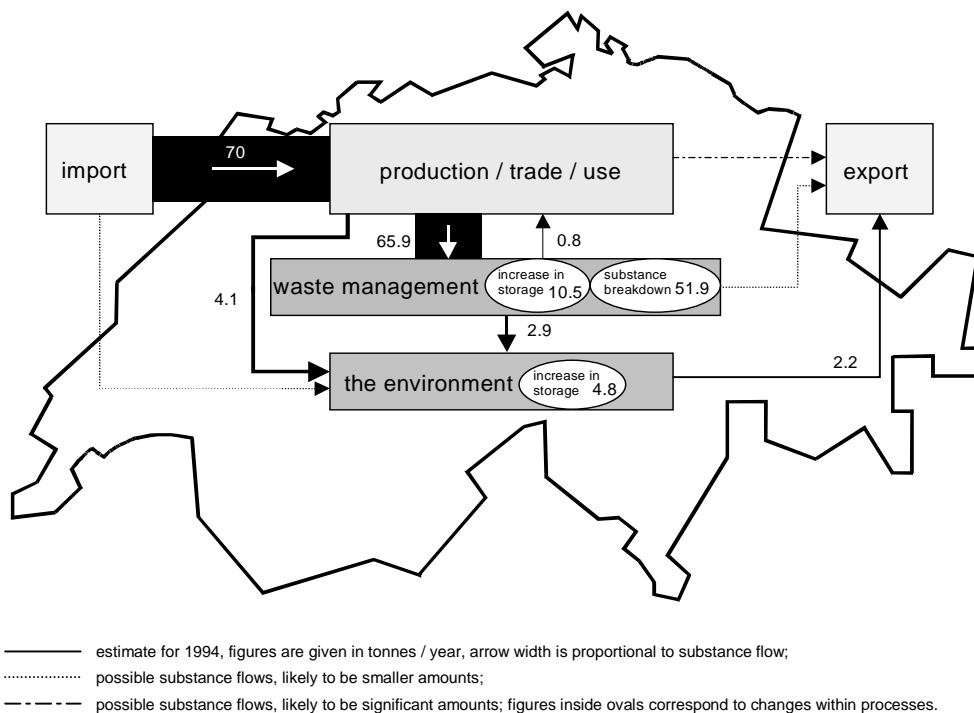 70
import
production / trade / use
export
65.9
0.8
4.1
waste management
increase in
storage 10.5
substance
breakdown 51.9
2.9
2.2
the environment
increase in
storage 4.8
estimate for 1994, figures are given in tonnes / year, arrow width is proportional to substance flow;
possible substance flows, likely to be smaller amounts;
possible substance flows, likely to be significant amounts; figures inside ovals correspond to changes within processes.